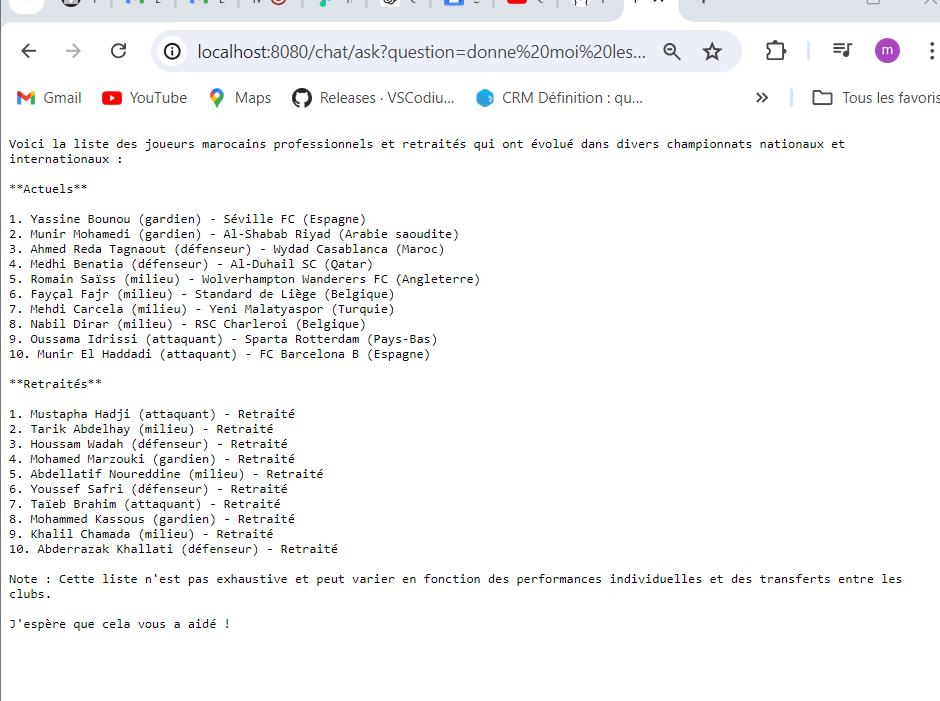 localhost:8080/chat/ask?question=donne%20moi%20les...
m
Gmail
YouTube
Maps
Releases · VSCodiu...
CRM Définition : qu...
»
Tous les favoris
Voici la liste des joueurs marocains professionnels et retraités qui ont évolué dans divers championnats nationaux et
internationaux :
**Actuels**
1. Yassine Bounou (gardien) - Séville FC (Espagne)
2. Munir Mohamedi (gardien) - Al-Shabab Riyad (Arabie saoudite)
3. Ahmed Reda Tagnaout (défenseur) - Wydad Casablanca (Maroc)
4. Medhi Benatia (défenseur) - Al-Duhail SC (Qatar)
5. Romain Saïss (milieu) - Wolverhampton Wanderers FC (Angleterre)
6. Fayçal Fajr (milieu) - Standard de Liège (Belgique)
7. Mehdi Carcela (milieu) - Yeni Malatyaspor (Turquie)
8. Nabil Dirar (milieu) - RSC Charleroi (Belgique)
9. Oussama Idrissi (attaquant) - Sparta Rotterdam (Pays-Bas)
10. Munir El Haddadi (attaquant) - FC Barcelona B (Espagne)
**Retraités**
1. Mustapha Hadji (attaquant) - Retraité
2. Tarik Abdelhay (milieu) - Retraité
3. Houssam Wadah (défenseur) - Retraité
4. Mohamed Marzouki (gardien) - Retraité
5. Abdellatif Noureddine (milieu) - Retraité
6. Youssef Safri (défenseur) - Retraité
7. Taïeb Brahim (attaquant) - Retraité
8. Mohammed Kassous (gardien) - Retraité
9. Khalil Chamada (milieu) - Retraité
10. Abderrazak Khallati (défenseur) - Retraité
Note : Cette liste n'est pas exhaustive et peut varier en fonction des performances individuelles et des transferts entre les
clubs.
J'espère que cela vous a aidé !